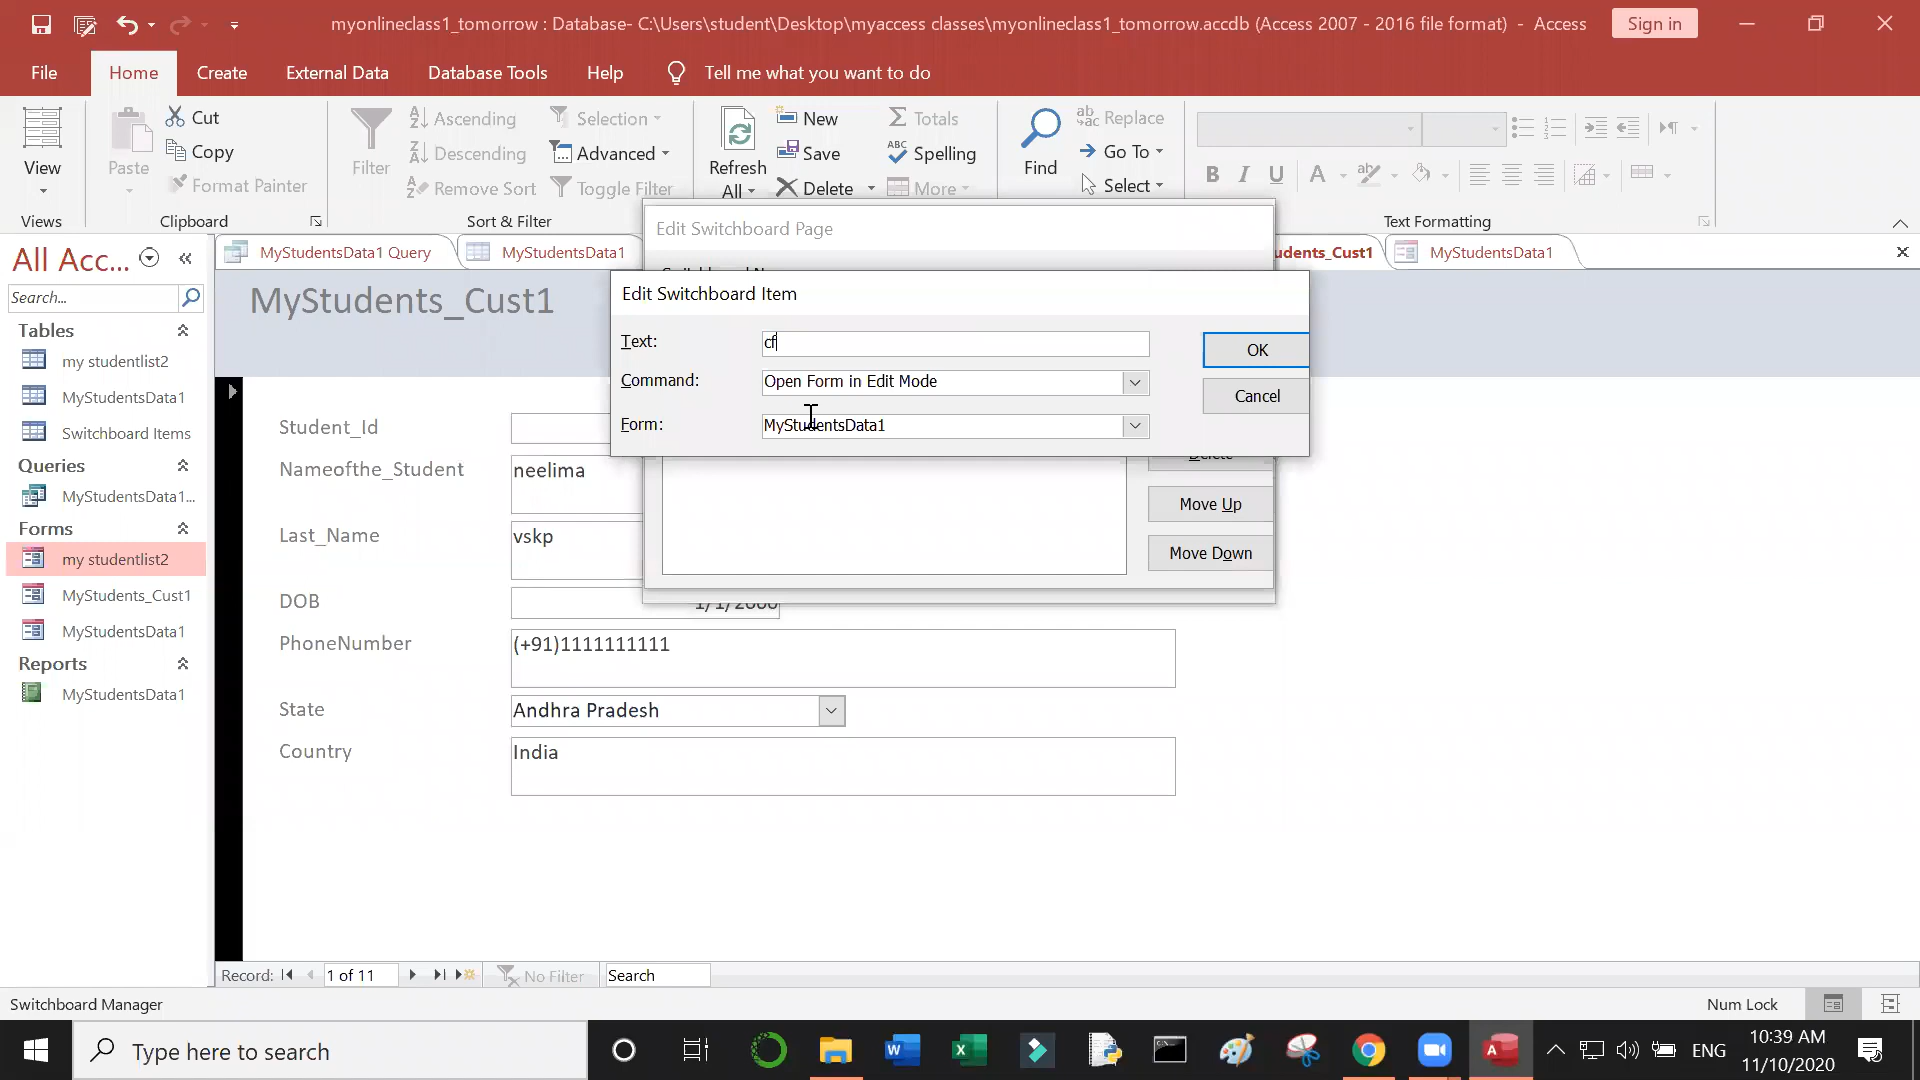 myonlineclass1_tomorrow : Database- C:\Users\student\Desktop\myaccess classes\myonlineclass1_tomorrow.accdb (Access 2007 - 2016 file format) - Access
Sign in
File Home Create External Data Database Tools Help Tell me what you want to do
View
Views
Paste
Cut
Copy
Format Painter
Clipboard
Filter
Ascending
Descending
Remove Sort
Selection
Advanced
Toggle Filter
Sort & Filter
Refresh
All
New
Save
Delete
Totals
Spelling
More
Find
Replace
Go To
Select
B I U A
Text Formatting
All Acc...
Search...
Tables
my studentlist2
MyStudentsData1
Switchboard Items
Queries
MyStudentsData1...
Forms
my studentlist2
MyStudents_Cust1
MyStudentsData1
Reports
MyStudentsData1
MyStudentsData1 Query
MyStudentsData1
udents_Cust1
MyStudentsData1
MyStudents_Cust1
Edit Switchboard Page
Edit Switchboard Item
Text: cf
Command: Open Form in Edit Mode
Form: MyStudentsData1
OK
Cancel
Delete
Move Up
Move Down
Student_Id
Nameofthe_Student neelima
Last_Name vskp
DOB 1/1/2000
PhoneNumber (+91)1111111111
State Andhra Pradesh
Country India
Record: 1 of 11 No Filter Search
Switchboard Manager
Num Lock
Type here to search
ENG
10:39 AM
11/10/2020